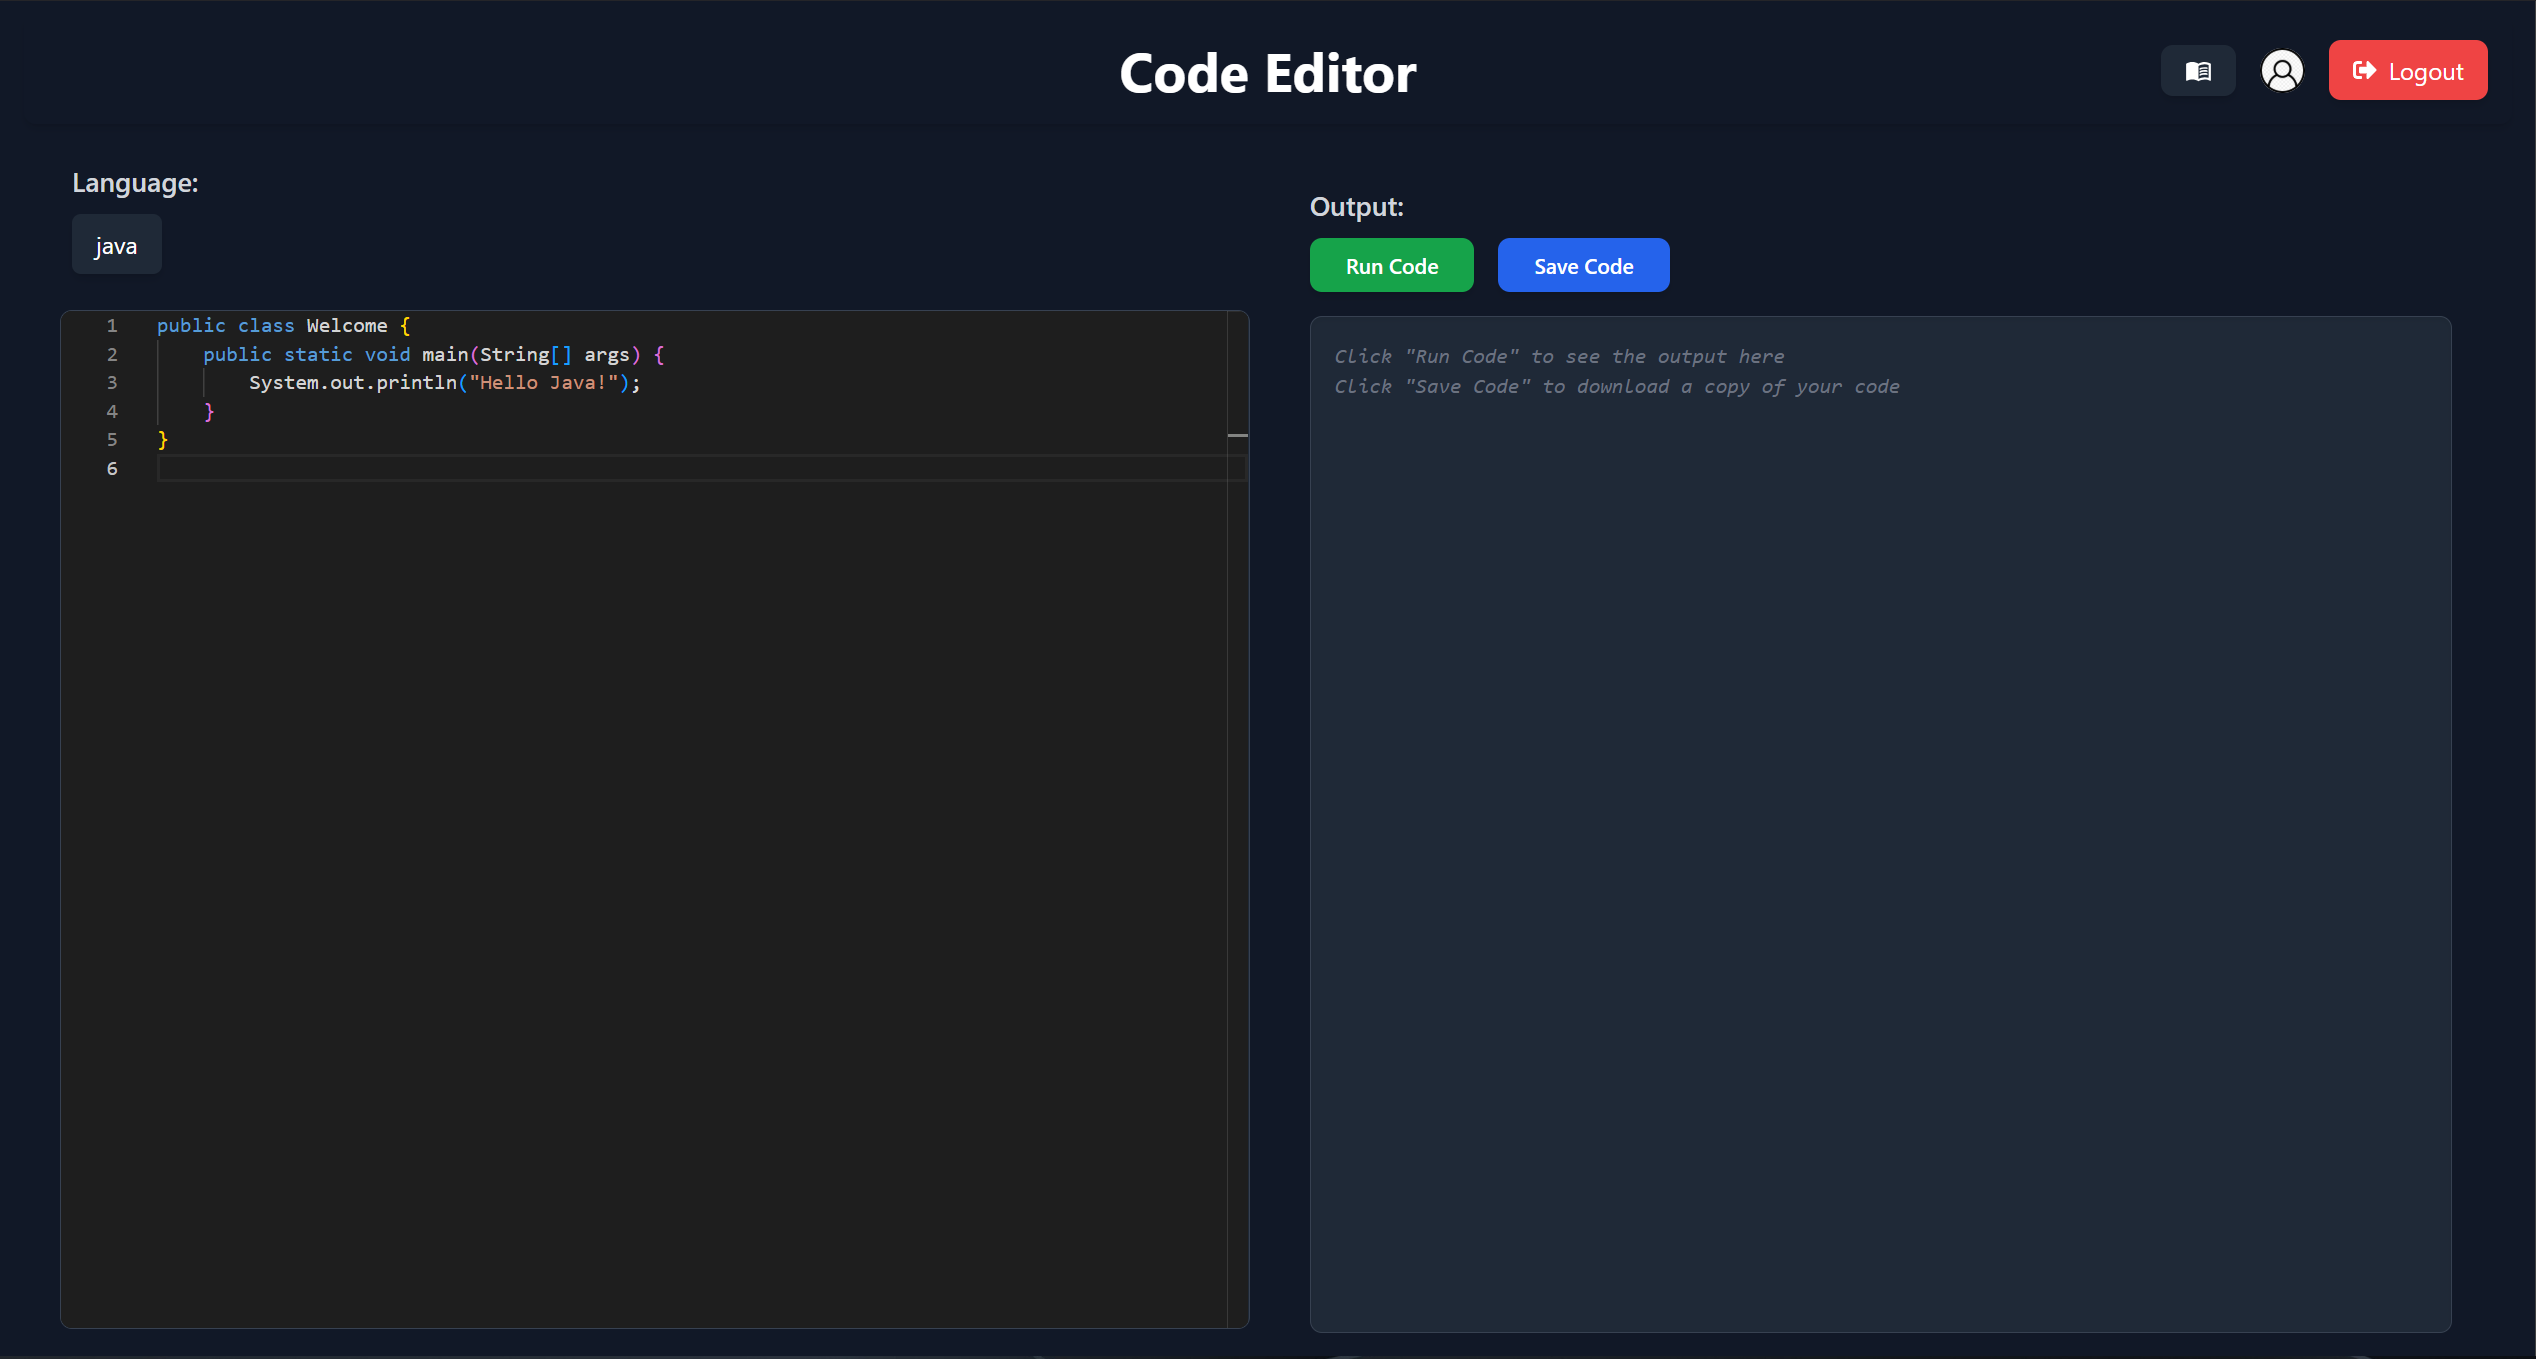 Code Editor
Logout
Language:
java
1 public class Welcome {
2     public static void main(String[] args) {
3         System.out.println("Hello Java!");
4     }
5 }
6
Output:
Run Code Save Code
Click "Run Code" to see the output here
Click "Save Code" to download a copy of your code